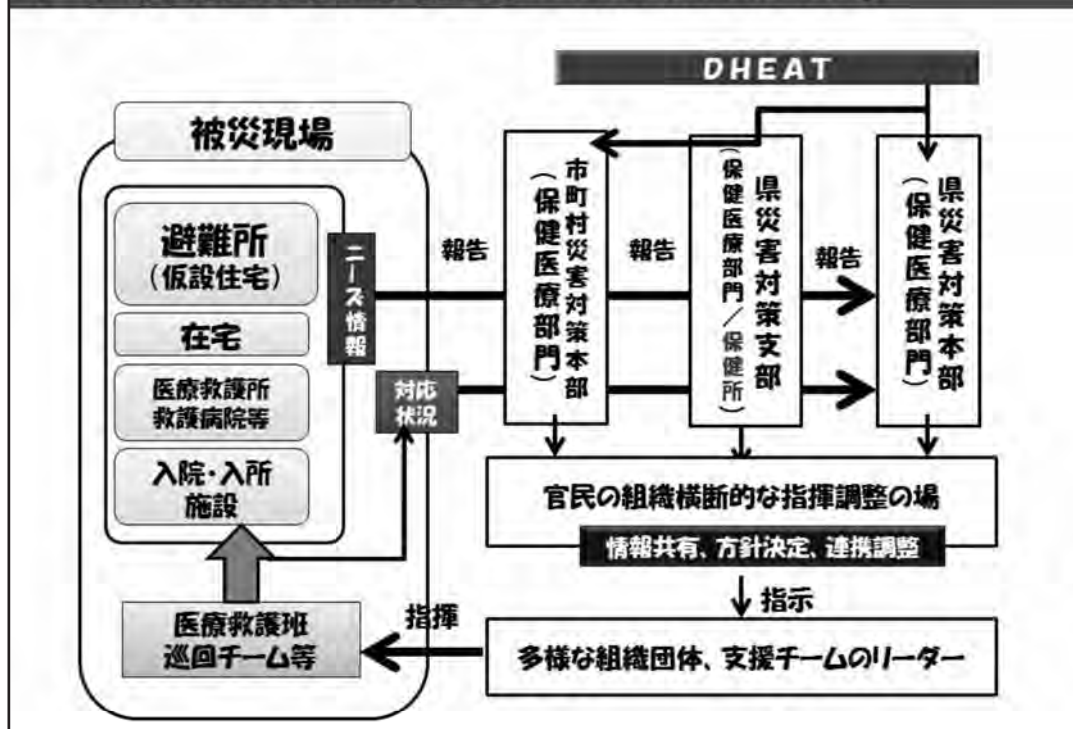 DHEAT
被災現場
避難所
(仮設住宅)
在宅
医療救護所
救護病院等
入院・入所
施設
ニーズ情報
対応
状況
医療救護班
巡回チーム等
報告
市町村災害対策本部
(保健医療部門)
報告
県災害対策支部
(保健医療部門/保健所)
報告
県災害対策本部
(保健医療部門)
官民の組織横断的な指揮調整の場
情報共有、方針決定、連携調整
指示
多様な組織団体、支援チームのリーダー
指揮